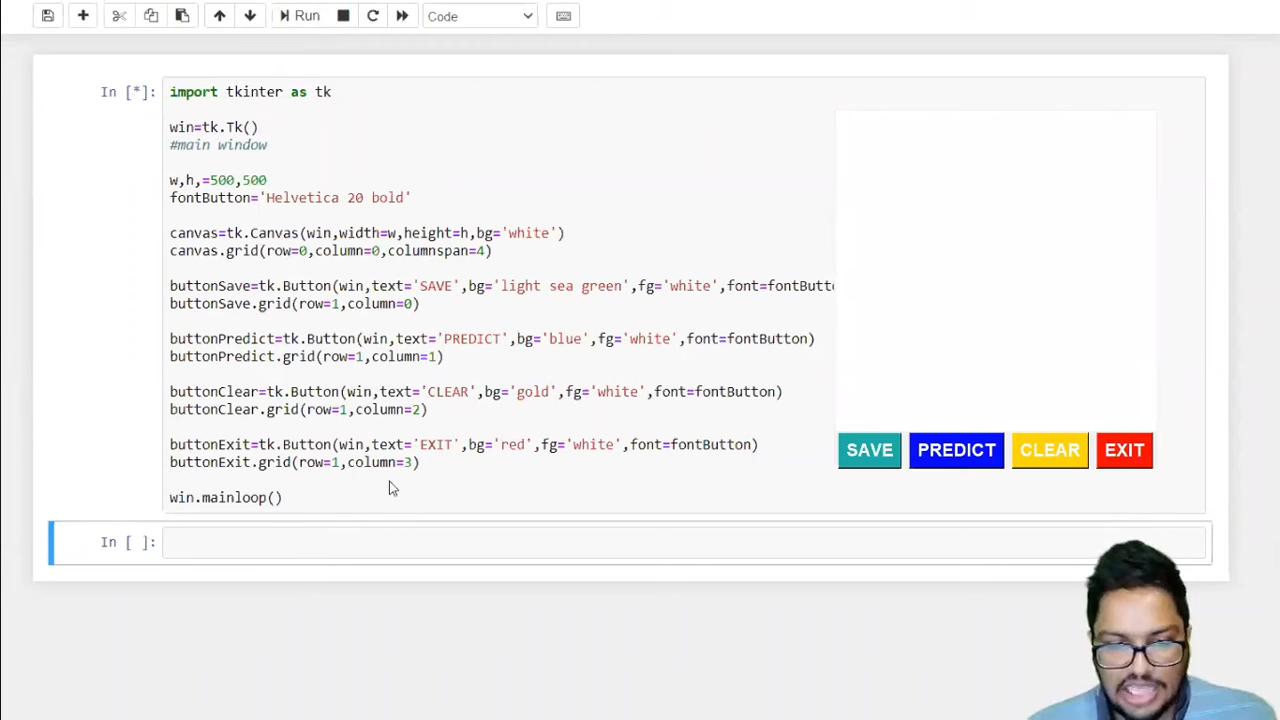 Run
Code
In [*]:
import tkinter as tk
win=tk.Tk()
#main window
w,h,=500,500
fontButton='Helvetica 20 bold'
canvas=tk.Canvas(win,width=w,height=h,bg='white')
canvas.grid(row=0,column=0,columnspan=4)
buttonSave=tk.Button(win,text='SAVE',bg='light sea green',fg='white',font=fontButto
buttonSave.grid(row=1,column=0)
buttonPredict=tk.Button(win,text='PREDICT',bg='blue',fg='white',font=fontButton)
buttonPredict.grid(row=1,column=1)
buttonClear=tk.Button(win,text='CLEAR',bg='gold',fg='white',font=fontButton)
buttonClear.grid(row=1,column=2)
buttonExit=tk.Button(win,text='EXIT',bg='red',fg='white',font=fontButton)
buttonExit.grid(row=1,column=3)
win.mainloop()
SAVE PREDICT CLEAR EXIT
In [ ]: